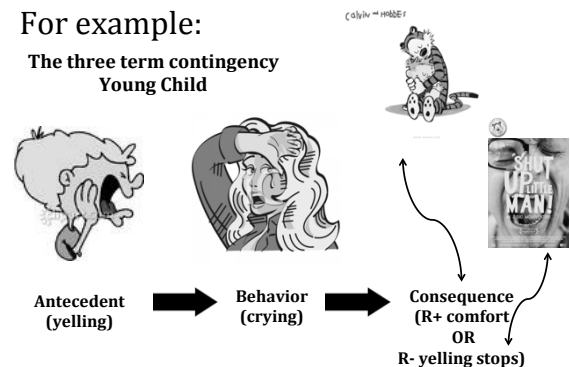 For example:
The three term contingency
Young Child
Calvin and HobbEs
SHUT
UP LITTLE
MAN!
Antecedent
(yelling)
Behavior
(crying)
Consequence
(R+ comfort
OR
R- yelling stops)